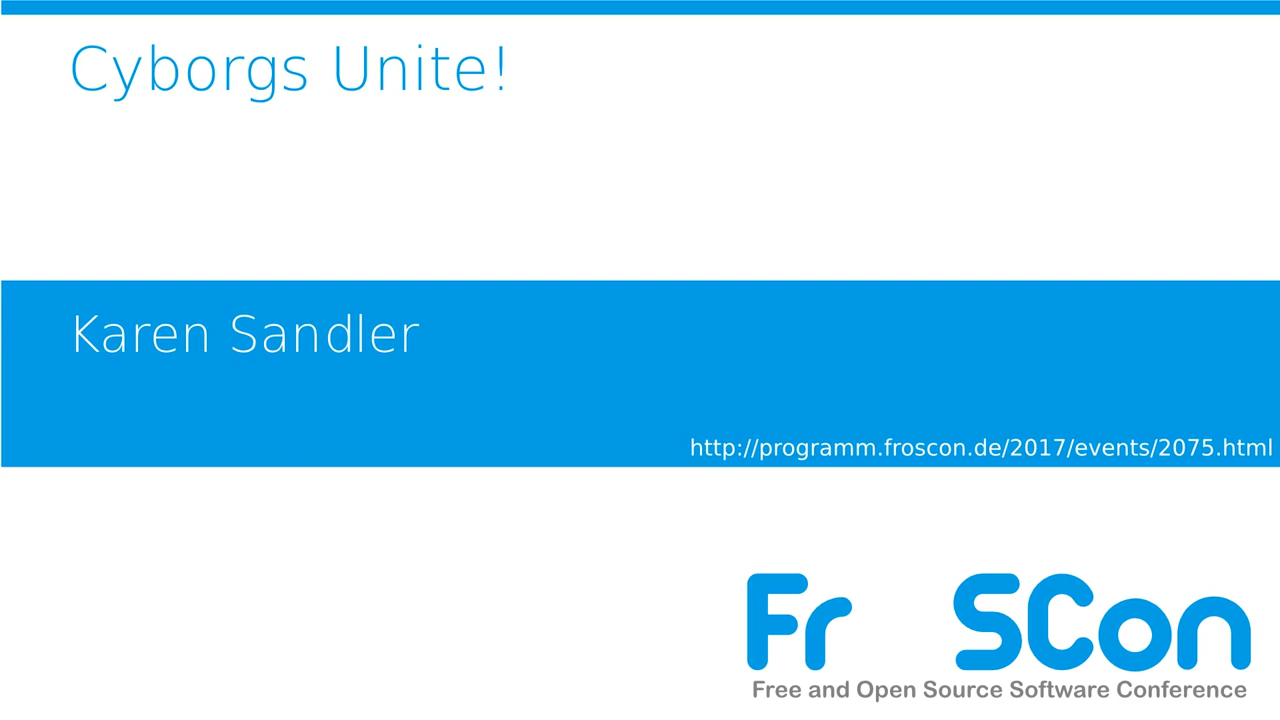 Cyborgs Unite!
Karen Sandler
http://programm.froscon.de/2017/events/2075.html
Fr SCon
Free and Open Source Software Conference